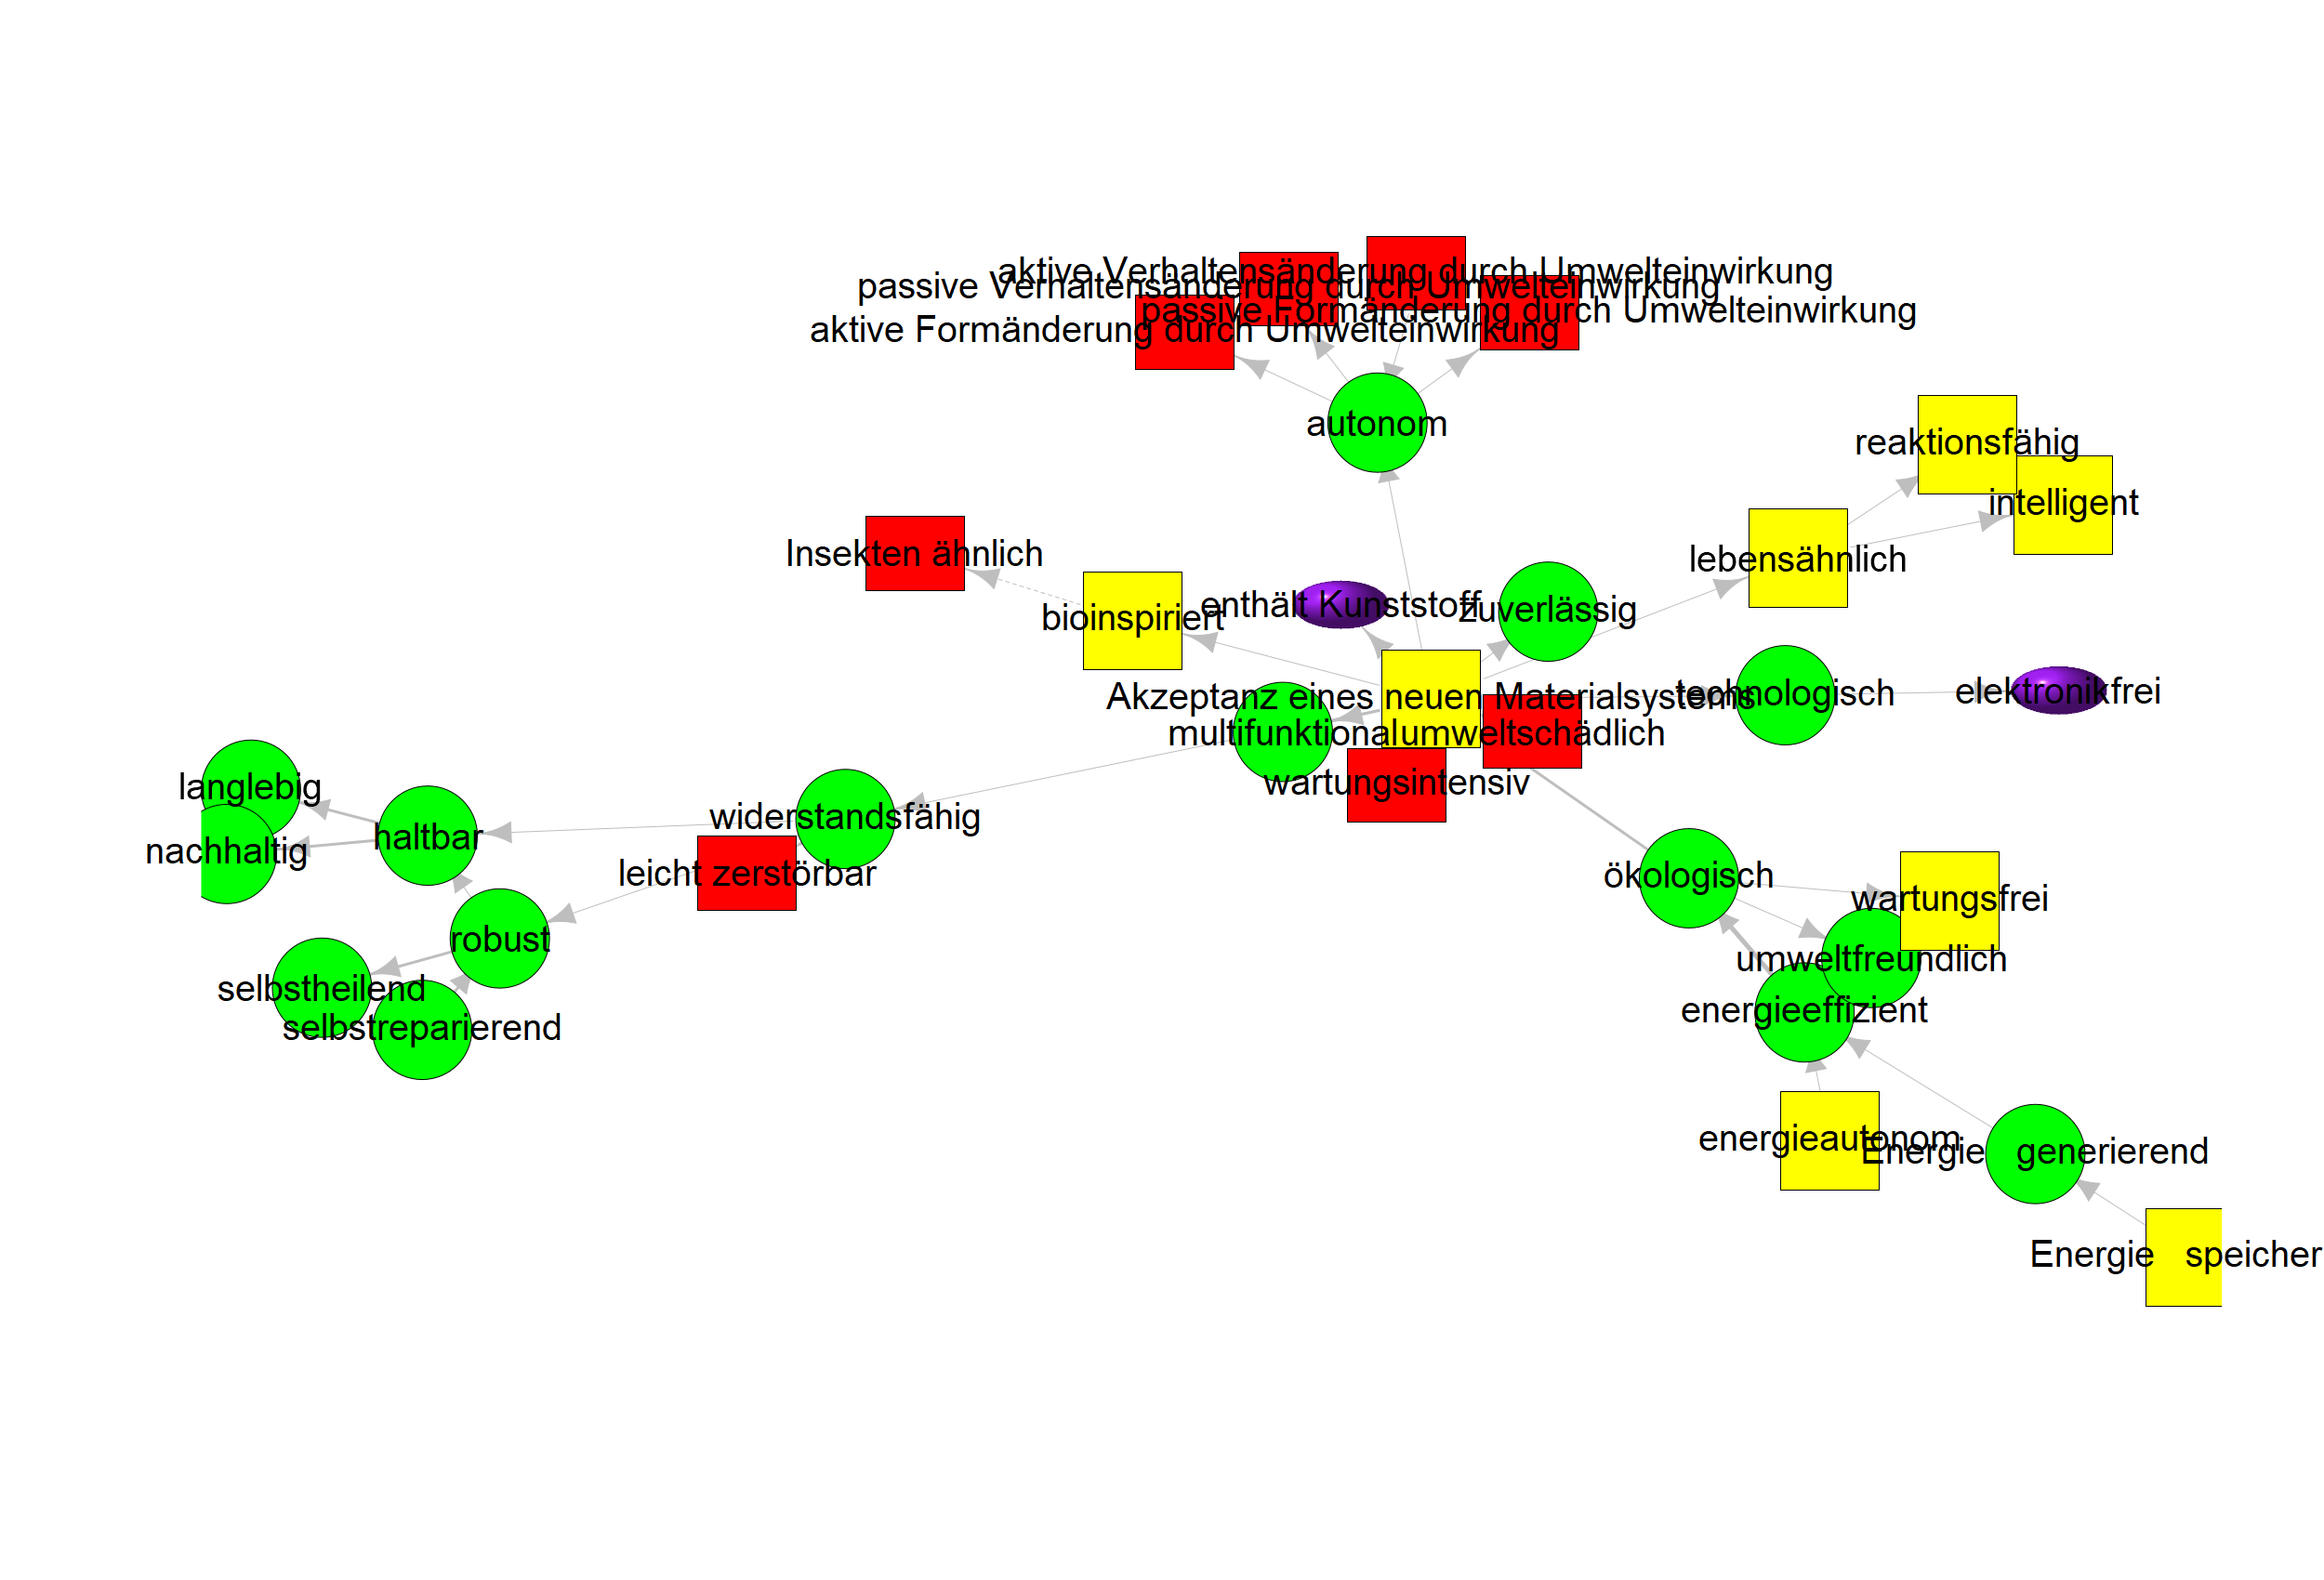 aktive Verhaltensänderung durch Umwelteinwirkung
passive Verhaltensänderung durch Umwelteinwirkung
passive Formänderung durch Umwelteinwirkung
aktive Formänderung durch Umwelteinwirkung
autonom
reaktionsfähig
intelligent
Insekten ähnlich
lebensähnlich
enthält Kunststoff
zuverlässig
bioinspiriert
Akzeptanz eines neuen Materialsystems
technologisch
elektronikfrei
multifunktional
umweltschädlich
wartungsintensiv
langlebig
widerstandsfähig
haltbar
nachhaltig
leicht zerstörbar
ökologisch
wartungsfrei
robust
umweltfreundlich
selbstheilend
energieeffizient
selbstreparierend
energieautonom
Energie generierend
Energie speicher